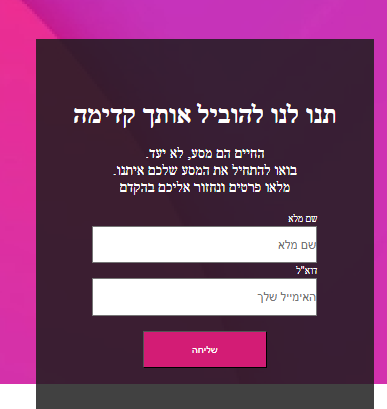 תנו לנו להוביל אותך קדימה
החיים הם מסע, לא יעד.
בואו להתחיל את המסע שלכם איתנו.
מלאו פרטים ונחזור אליכם בהקדם
שם מלא
שם מלא
דוא"ל
האימייל שלך
שליחה